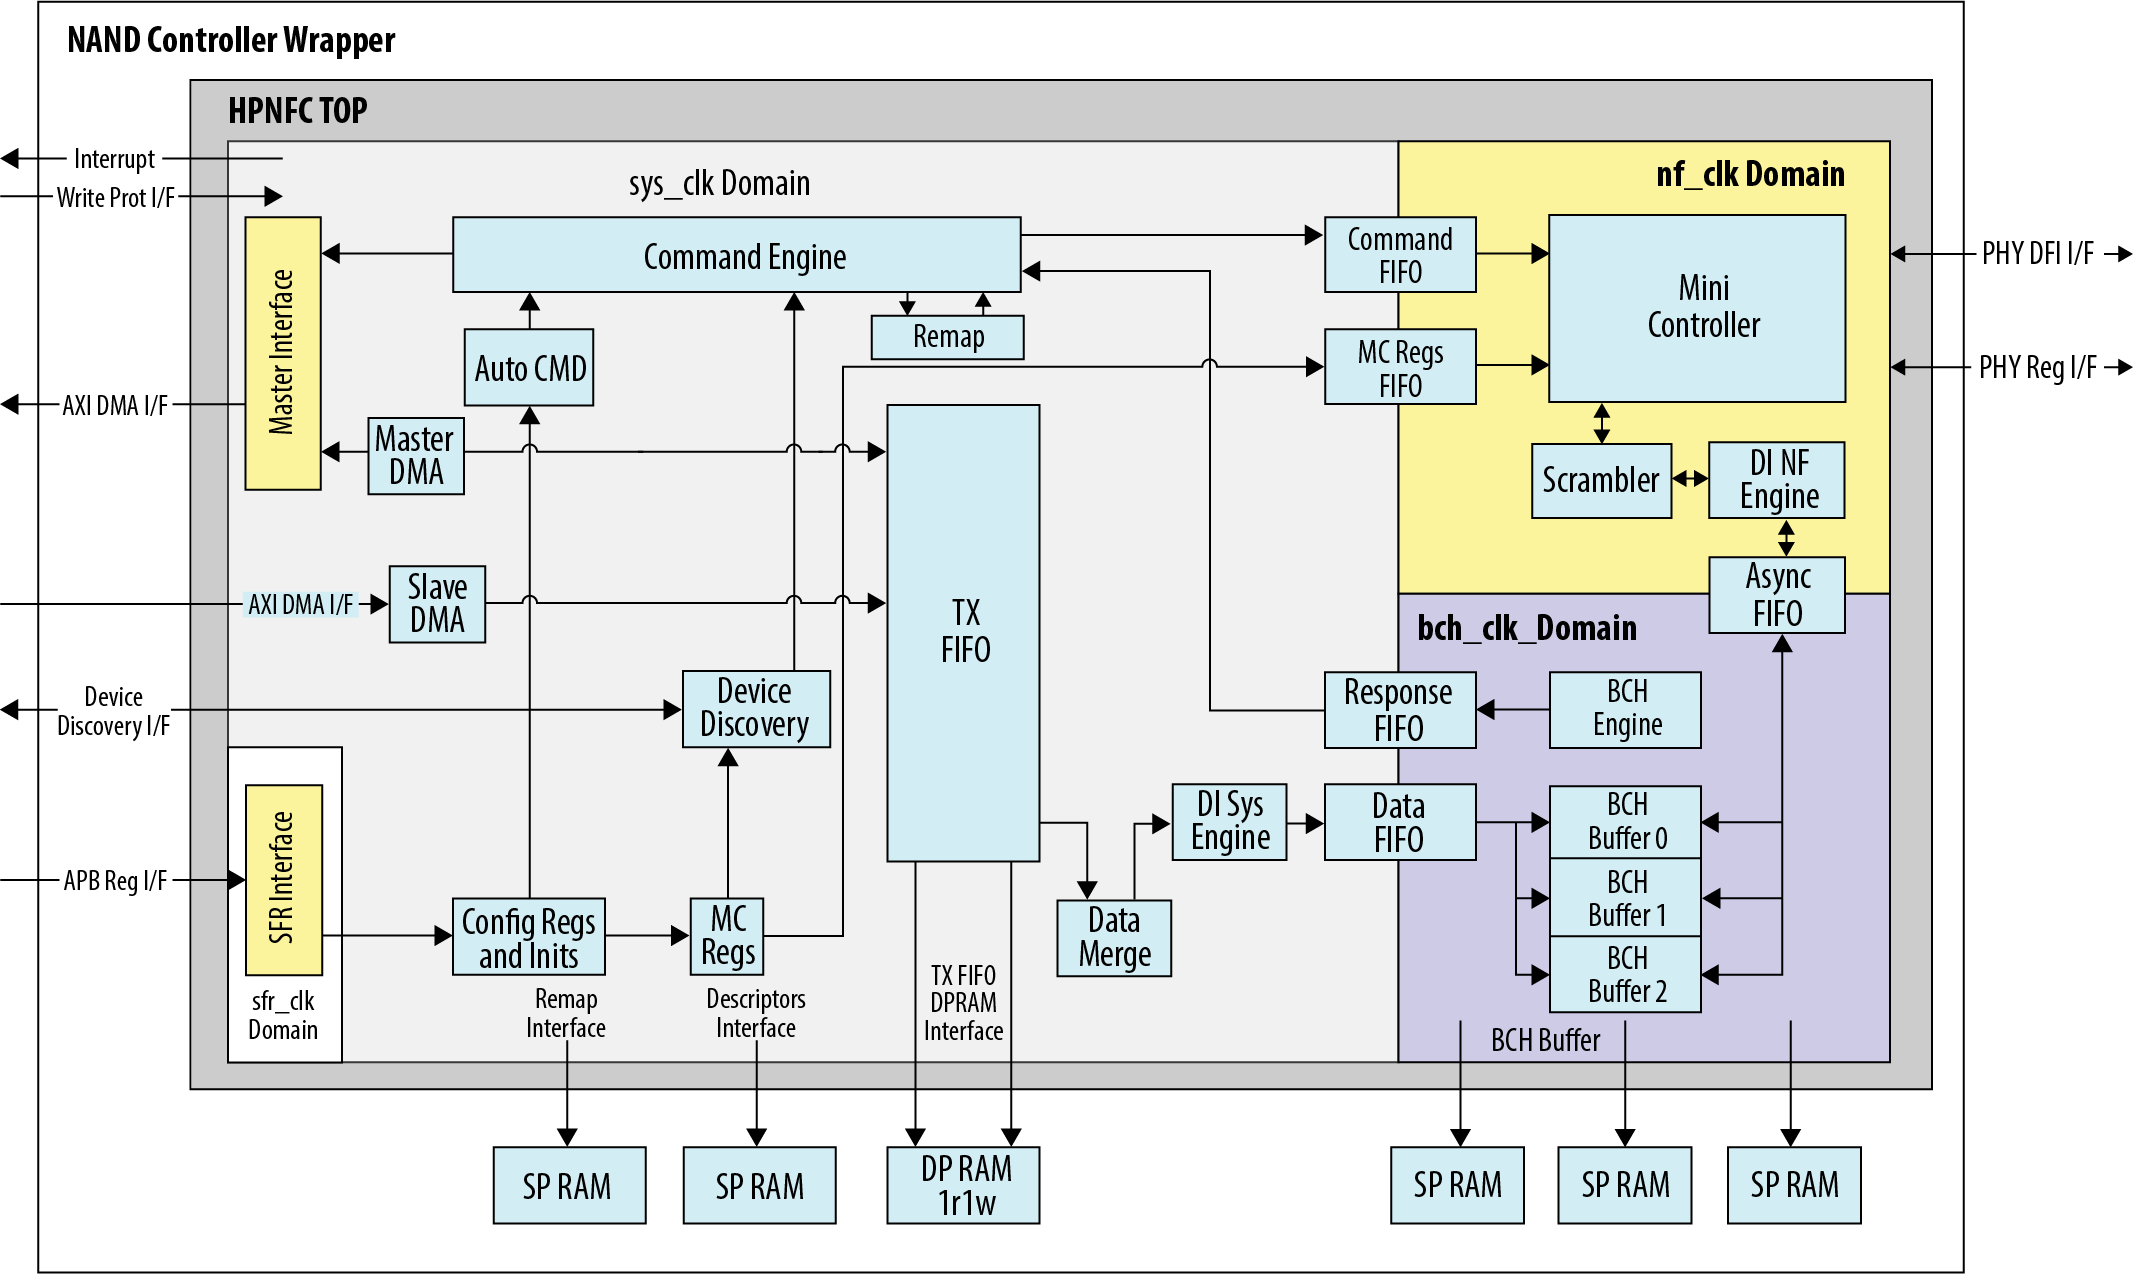 NAND Controller Wrapper
HPNFC TOP
Interrupt
Write Prot I/F
sys_clk Domain
nf_clk Domain
Master Interface
Command Engine
Command
FIFO
Mini
Controller
PHY DFI I/F
Remap
Auto CMD
MC Regs
FIFO
PHY Reg I/F
AXI DMA I/F
Master
DMA
Scrambler
DI NF
Engine
AXI DMA I/F
Slave
DMA
TX
FIFO
Async
FIFO
bch_clk_Domain
Device
Discovery I/F
Device
Discovery
Response
FIFO
BCH
Engine
SFR Interface
APB Reg I/F
DI Sys
Engine
Data
FIFO
BCH
Buffer 0
BCH
Buffer 1
BCH
Buffer 2
Config Regs
and Inits
MC
Regs
Data
Merge
sfr_clk
Domain
Remap
Interface
Descriptors
Interface
TX FIFO
DPRAM
Interface
BCH Buffer
SP RAM
SP RAM
DP RAM
1r1w
SP RAM
SP RAM
SP RAM